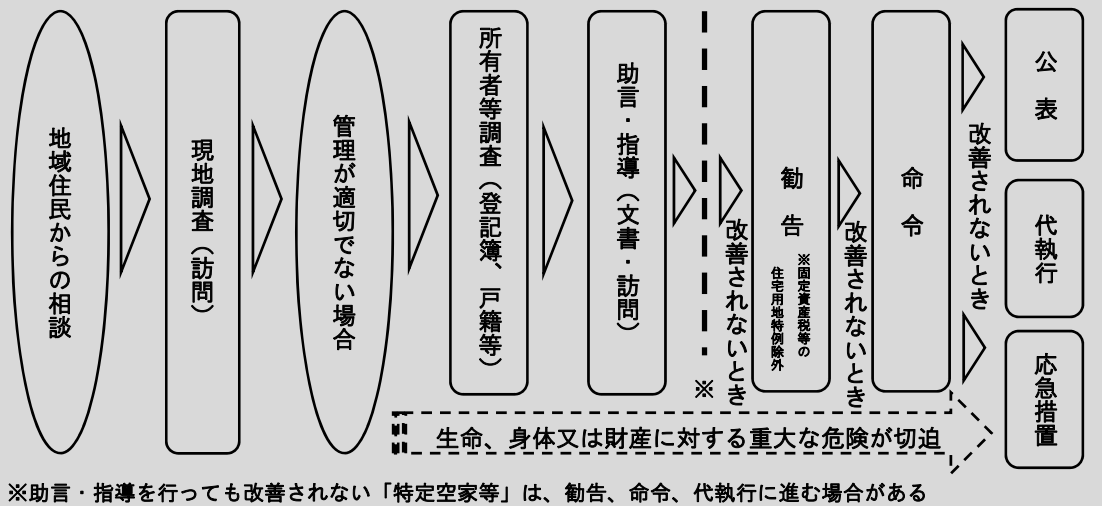 地域住民からの相談
現地調査（訪問）
管理が適切でない場合
所有者等調査（登記簿、戸籍等）
助言・指導（文書・訪問）
※
改善されないとき
勧告
※固定資産税等の
住宅用地特例除外
改善されないとき
命令
改善されないとき
公表
代執行
応急措置
生命、身体又は財産に対する重大な危険が切迫
※助言・指導を行っても改善されない「特定空家等」は、勧告、命令、代執行に進む場合がある